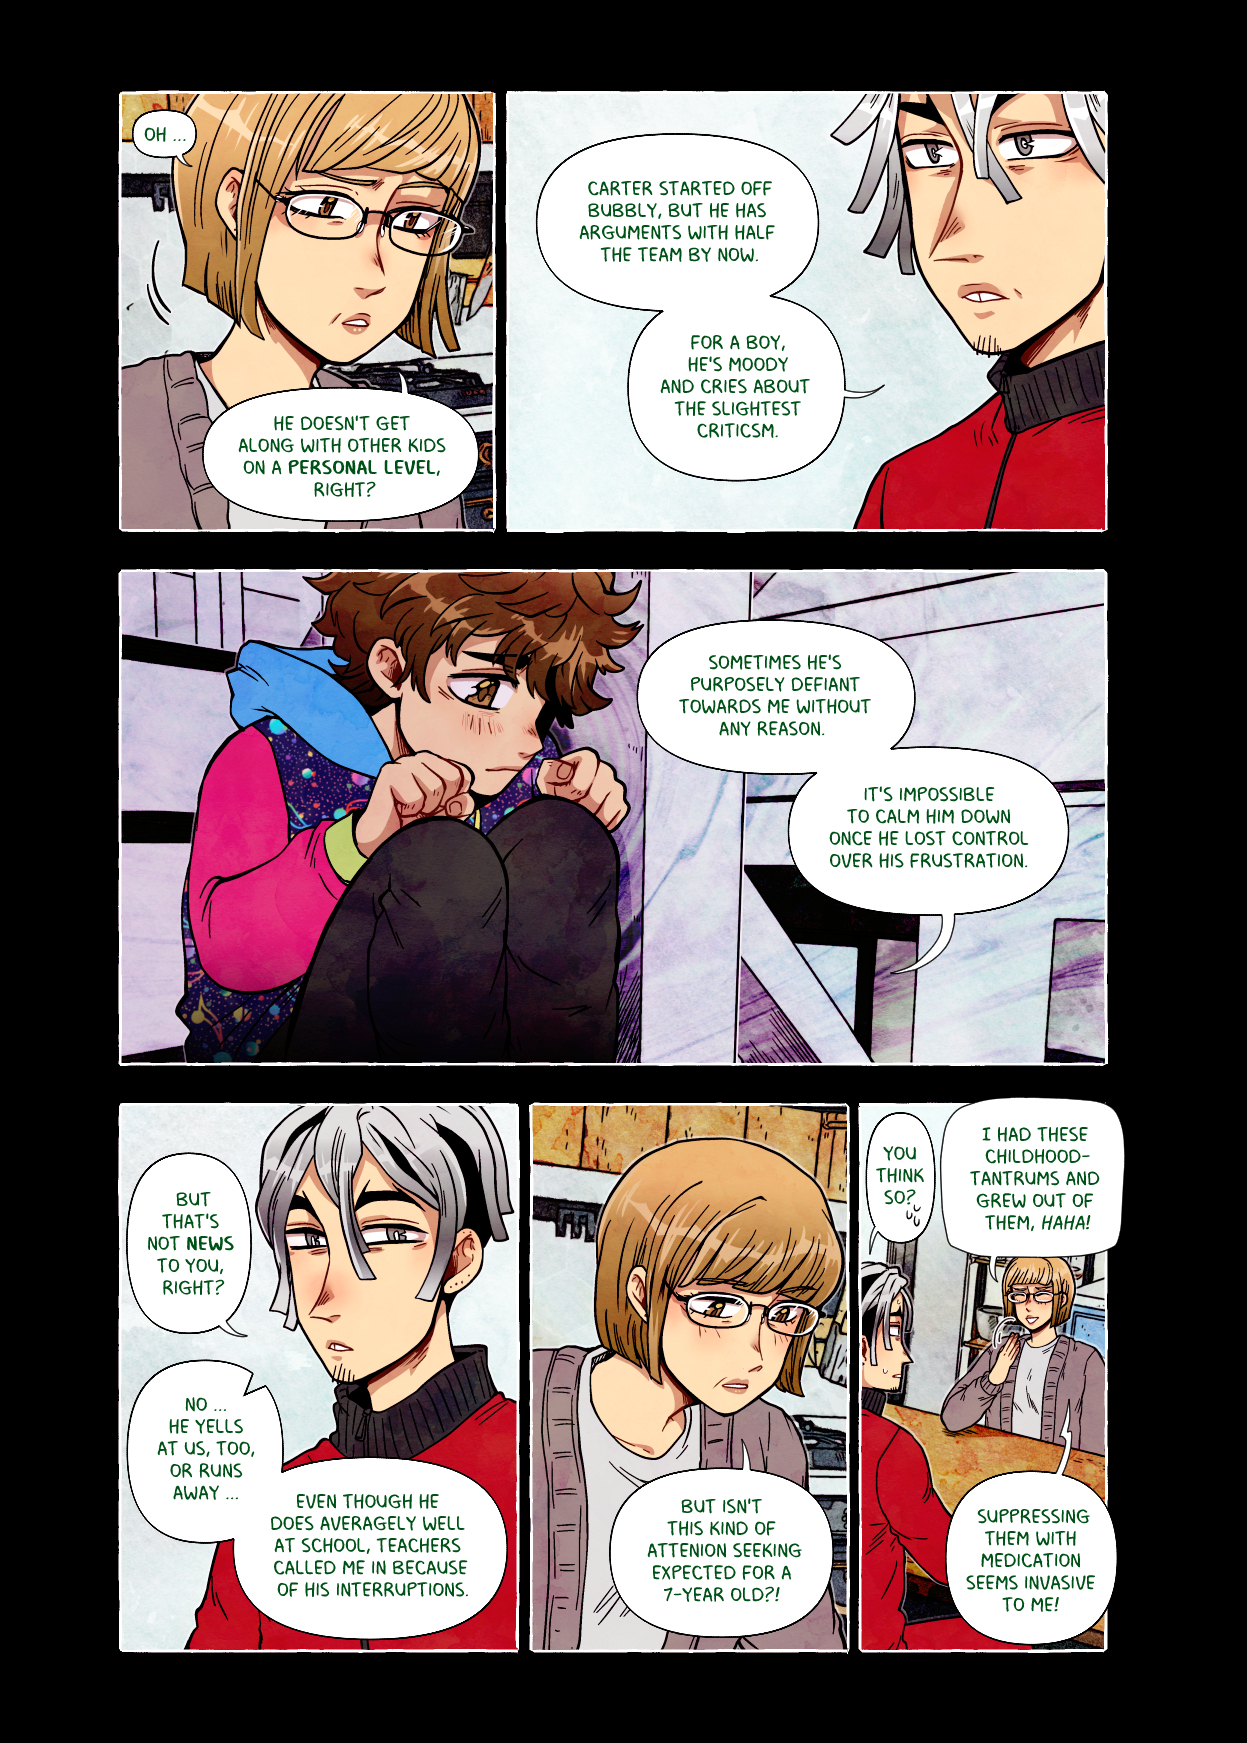 OH ...
HE DOESN'T GET
ALONG WITH OTHER KIDS
ON A PERSONAL LEVEL,
RIGHT?
CARTER STARTED OFF
BUBBLY, BUT HE HAS
ARGUMENTS WITH HALF
THE TEAM BY NOW.
FOR A BOY,
HE'S MOODY
AND CRIES ABOUT
THE SLIGHTEST
CRITICSM.
SOMETIMES HE'S
PURPOSELY DEFIANT
TOWARDS ME WITHOUT
ANY REASON.
IT'S IMPOSSIBLE
TO CALM HIM DOWN
ONCE HE LOST CONTROL
OVER HIS FRUSTRATION.
BUT
THAT'S
NOT NEWS
TO YOU,
RIGHT?
NO ...
HE YELLS
AT US, TOO,
OR RUNS
AWAY ...
EVEN THOUGH HE
DOES AVERAGELY WELL
AT SCHOOL, TEACHERS
CALLED ME IN BECAUSE
OF HIS INTERRUPTIONS.
BUT ISN'T
THIS KIND OF
ATTENION SEEKING
EXPECTED FOR A
7-YEAR OLD?!
YOU
THINK
SO?
I HAD THESE
CHILDHOOD-
TANTRUMS AND
GREW OUT OF
THEM, HAHA!
SUPPRESSING
THEM WITH
MEDICATION
SEEMS INVASIVE
TO ME!